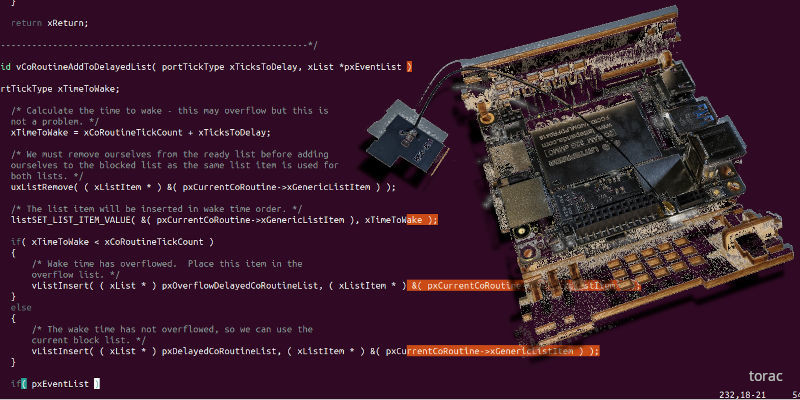 }
return xReturn;
-----------------------------------------------------------*/
id vCoRoutineAddToDelayedList( portTickType xTicksToDelay, xList *pxEventList )
rtTickType xTimeToWake;
/* Calculate the time to wake - this may overflow but this is
not a problem. */
xTimeToWake = xCoRoutineTickCount + xTicksToDelay;
/* We must remove ourselves from the ready list before adding
ourselves to the blocked list as the same list item is used for
both lists. */
uxListRemove( ( xListItem * ) &( pxCurrentCoRoutine->xGenericListItem ) );
/* The list item will be inserted in wake time order. */
listSET_LIST_ITEM_VALUE( &( pxCurrentCoRoutine->xGenericListItem ), xTimeToWake );
if( xTimeToWake < xCoRoutineTickCount )
{
/* Wake time has overflowed.  Place this item in the
overflow list. */
vListInsert( ( xList * ) pxOverflowDelayedCoRoutineList, ( xListItem * ) &( pxCurrentCoRoutin ListItem ) );
}
else
{
/* The wake time has not overflowed, so we can use the
current block list. */
vListInsert( ( xList * ) pxDelayedCoRoutineList, ( xListItem * ) &( pxCurrentCoRoutine->xGenericListItem ) );
}
if( pxEventList )
torac
232,18-21